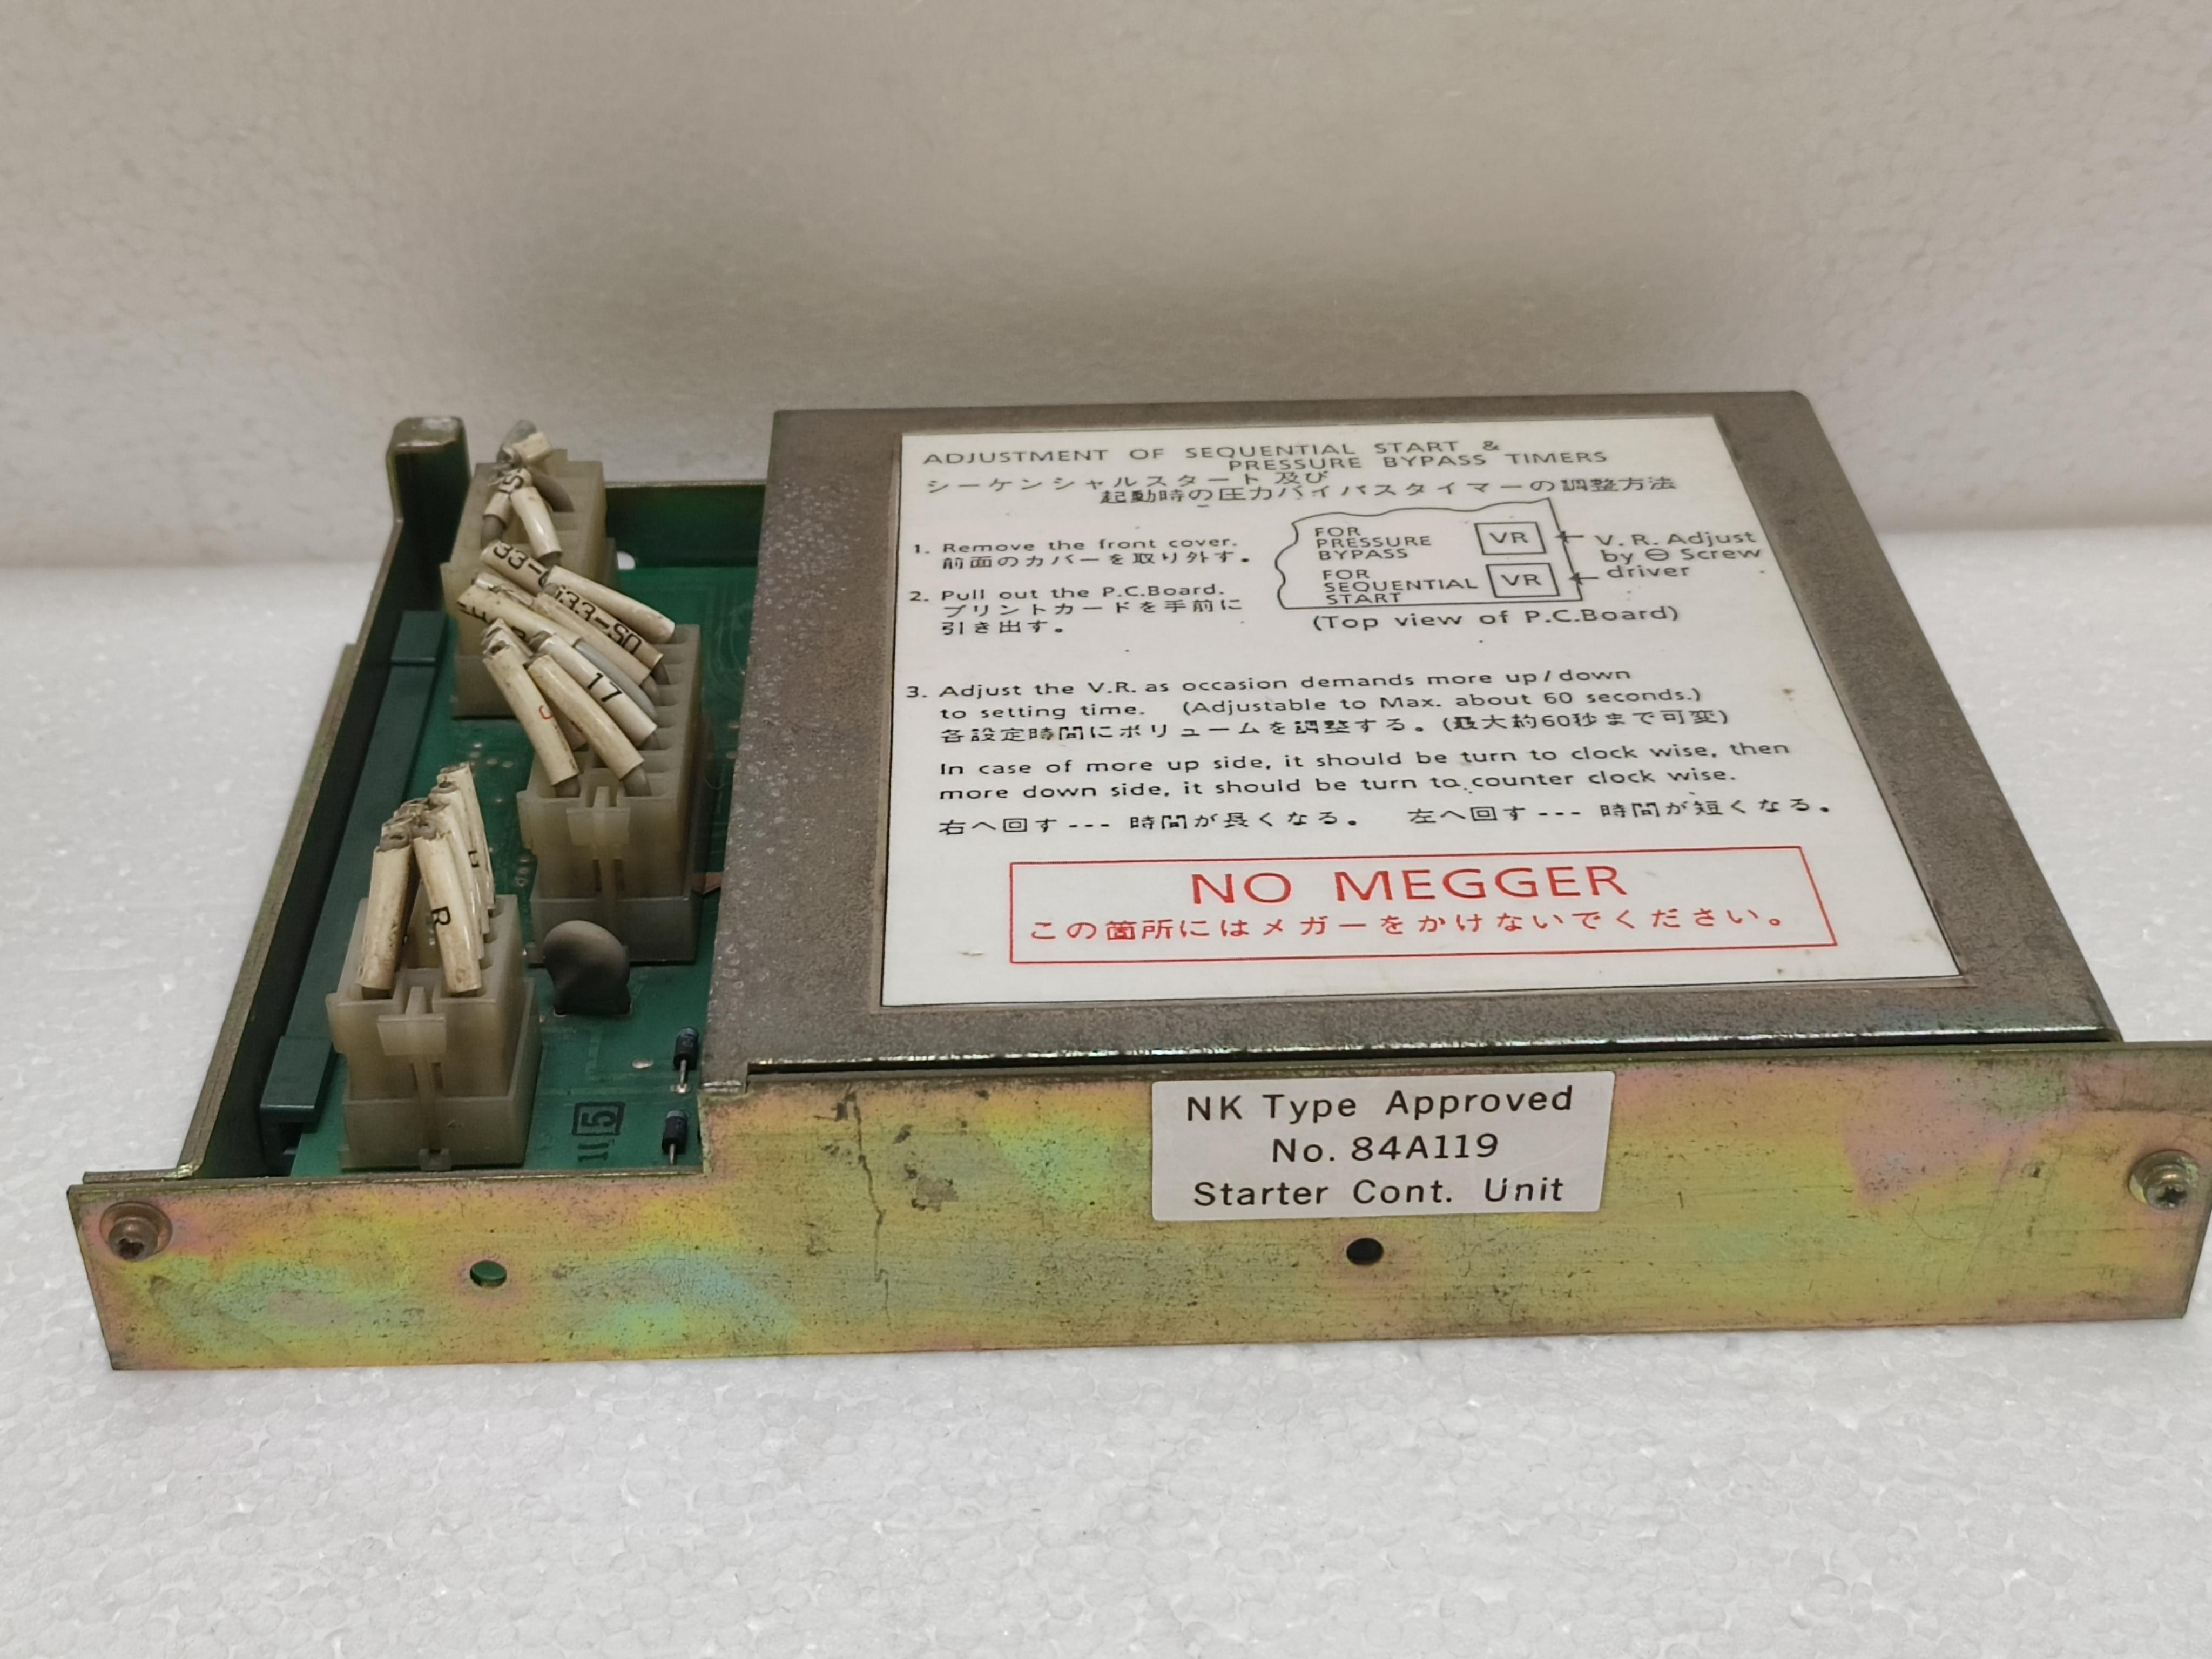 ADJUSTMENT OF SEQUENTIAL START &
PRESSURE BYPASS TIMERS
シーケンシャルスタート及び
起動時の圧力バイパスタイマーの調整方法
1. Remove the front cover.
前面のカバーを取り外す。
2. Pull out the P.C.Board.
プリントカードを手前に
引き出す。
FOR
PRESSURE
BYPASS
VR
FOR
SEQUENTIAL
START
VR
V.R. Adjust
by ⊖ Screw
driver
(Top view of P.C.Board)
3. Adjust the V.R. as occasion demands more up/down
to setting time. (Adjustable to Max. about 60 seconds.)
各設定時間にボリュームを調整する。(最大約60秒まで可変)
In case of more up side, it should be turn to clock wise, then
more down side, it should be turn to counter clock wise.
右へ回す --- 時間が長くなる。 左へ回す --- 時間が短くなる。
NO MEGGER
この箇所にはメガーをかけないでください。
NK Type Approved
No. 84A119
Starter Cont. Unit
33-
33-SO
17
R
11 5